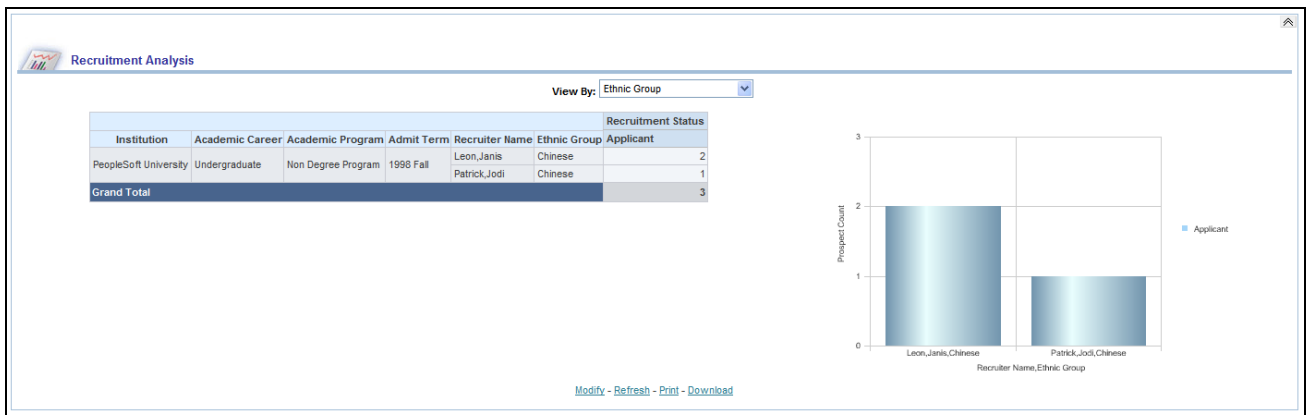 Recruitment Analysis
View By: Ethnic Group
Recruitment Status
Institution Academic Career Academic Program Admit Term Recruiter Name Ethnic Group Applicant
PeopleSoft University Undergraduate Non Degree Program 1998 Fall Leon,Janis Chinese 2
Patrick,Jodi Chinese 1
Grand Total 3
3
2
1
0
Prospect Count
Leon,Janis,Chinese Patrick,Jodi,Chinese
Recruiter Name,Ethnic Group
Applicant
Modify - Refresh - Print - Download